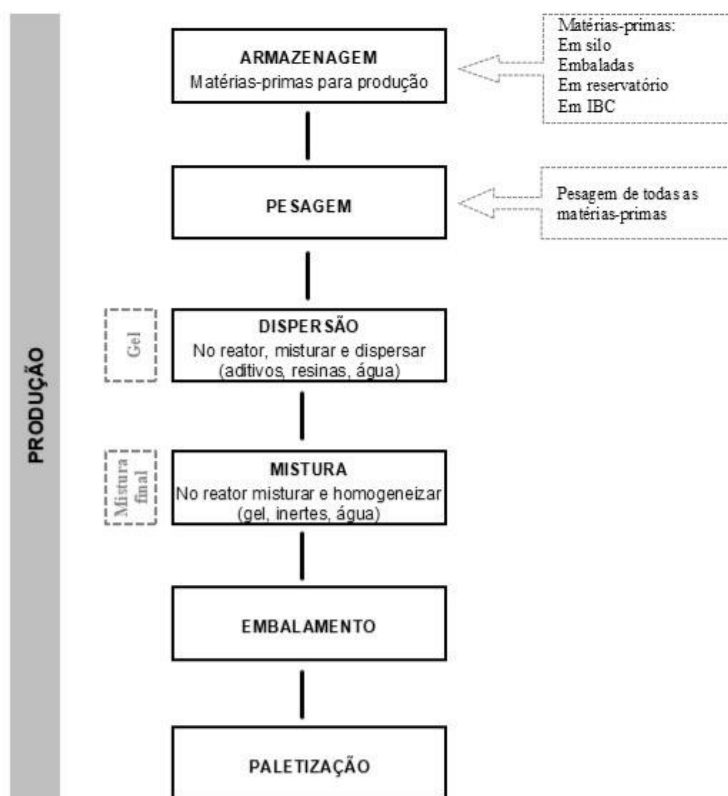 ARMAZENAGEM
Matérias-primas para produção
Matérias-primas:
Em silo
Embaladas
Em reservatório
Em IBC
PESAGEM
Pesagem de todas as
matérias-primas
PRODUÇÃO
Gel
DISPERSÃO
No reator, misturar e dispersar
(aditivos, resinas, água)
Mistura
final
MISTURA
No reator misturar e homogeneizar
(gel, inertes, água)
EMBALAMENTO
PALETIZAÇÃO